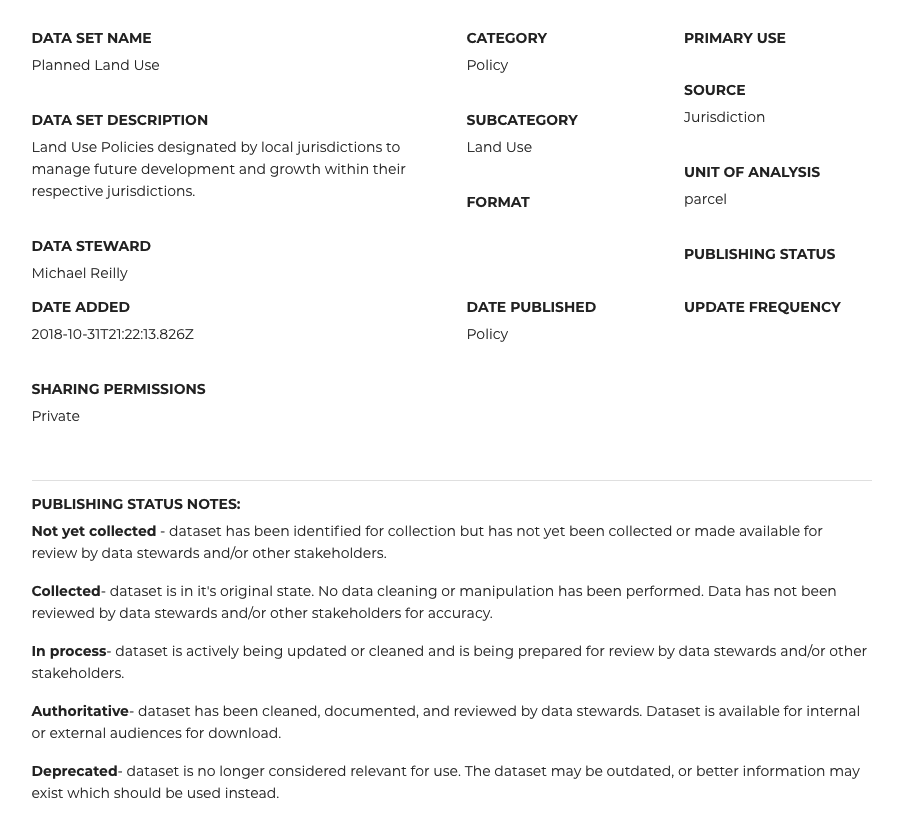 DATA SET NAME
Planned Land Use
DATA SET DESCRIPTION
Land Use Policies designated by local jurisdictions to
manage future development and growth within their
respective jurisdictions.
DATA STEWARD
Michael Reilly
CATEGORY
Policy
SUBCATEGORY
Land Use
FORMAT
PRIMARY USE
SOURCE
Jurisdiction
UNIT OF ANALYSIS
parcel
PUBLISHING STATUS
DATE ADDED
2018-10-31T21:22:13.826Z
DATE PUBLISHED
Policy
UPDATE FREQUENCY
SHARING PERMISSIONS
Private
PUBLISHING STATUS NOTES:
Not yet collected - dataset has been identified for collection but has not yet been collected or made available for
review by data stewards and/or other stakeholders.
Collected- dataset is in it's original state. No data cleaning or manipulation has been performed. Data has not been
reviewed by data stewards and/or other stakeholders for accuracy.
In process- dataset is actively being updated or cleaned and is being prepared for review by data stewards and/or other
stakeholders.
Authoritative- dataset has been cleaned, documented, and reviewed by data stewards. Dataset is available for internal
or external audiences for download.
Deprecated- dataset is no longer considered relevant for use. The dataset may be outdated, or better information may
exist which should be used instead.